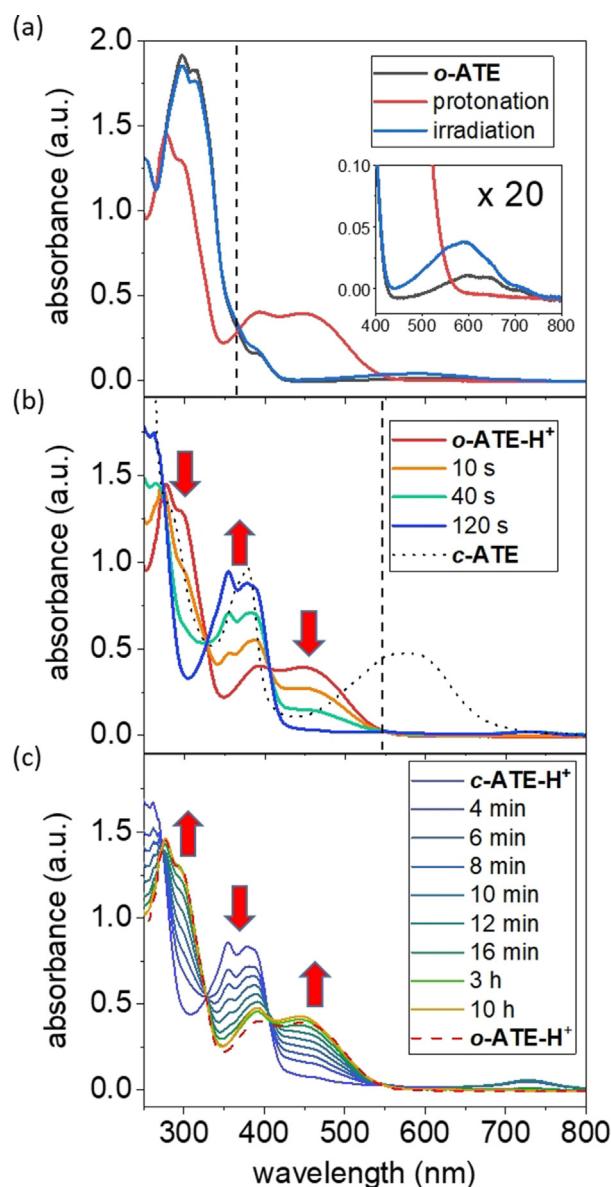 (a)
2.0
1.5
1.0
0.5
0.0
absorbance (a.u.)
o-ATE
protonation
irradiation
x 20
0.10
0.05
0.00
400 500 600 700 800
(b)
1.5
1.0
0.5
0.0
absorbance (a.u.)
o-ATE-H⁺
10 s
40 s
120 s
c-ATE
(c)
1.5
1.0
0.5
0.0
absorbance (a.u.)
c-ATE-H⁺
4 min
6 min
8 min
10 min
12 min
16 min
3 h
10 h
o-ATE-H⁺
300 400 500 600 700 800
wavelength (nm)